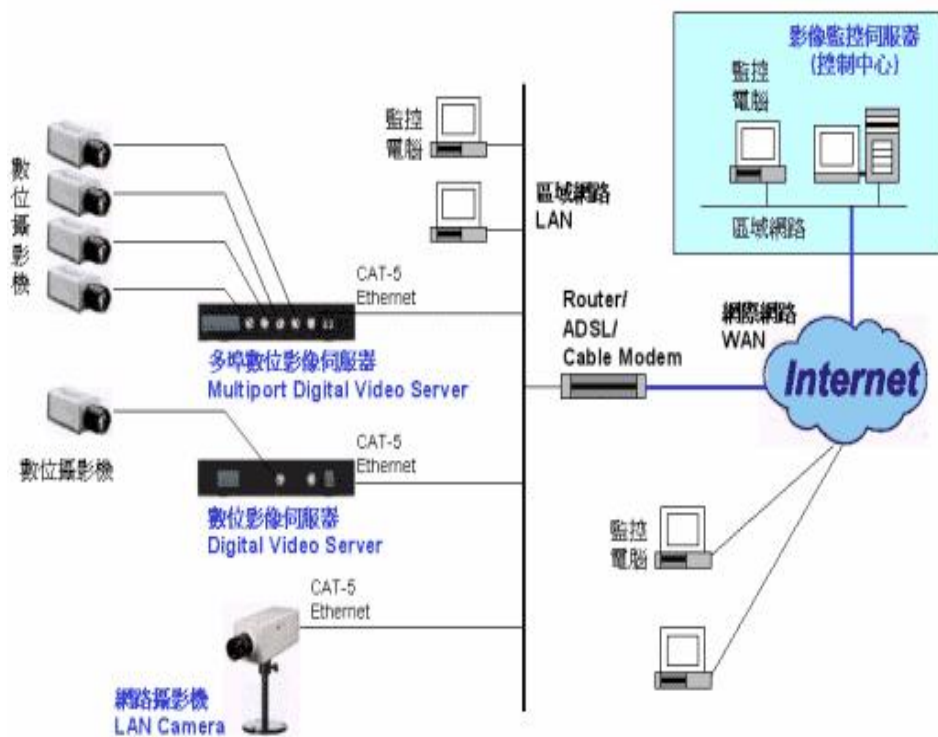 影像監控伺服器
(控制中心)
監控
電腦
區域網路
監控
電腦
數
位
攝
影
機
區域網路
LAN
CAT-5
Ethernet
多埠數位影像伺服器
Multiport Digital Video Server
Router/
ADSL/
Cable Modem
網際網路
WAN
Internet
數位攝影機
CAT-5
Ethernet
數位影像伺服器
Digital Video Server
監控
電腦
CAT-5
Ethernet
網路攝影機
LAN Camera